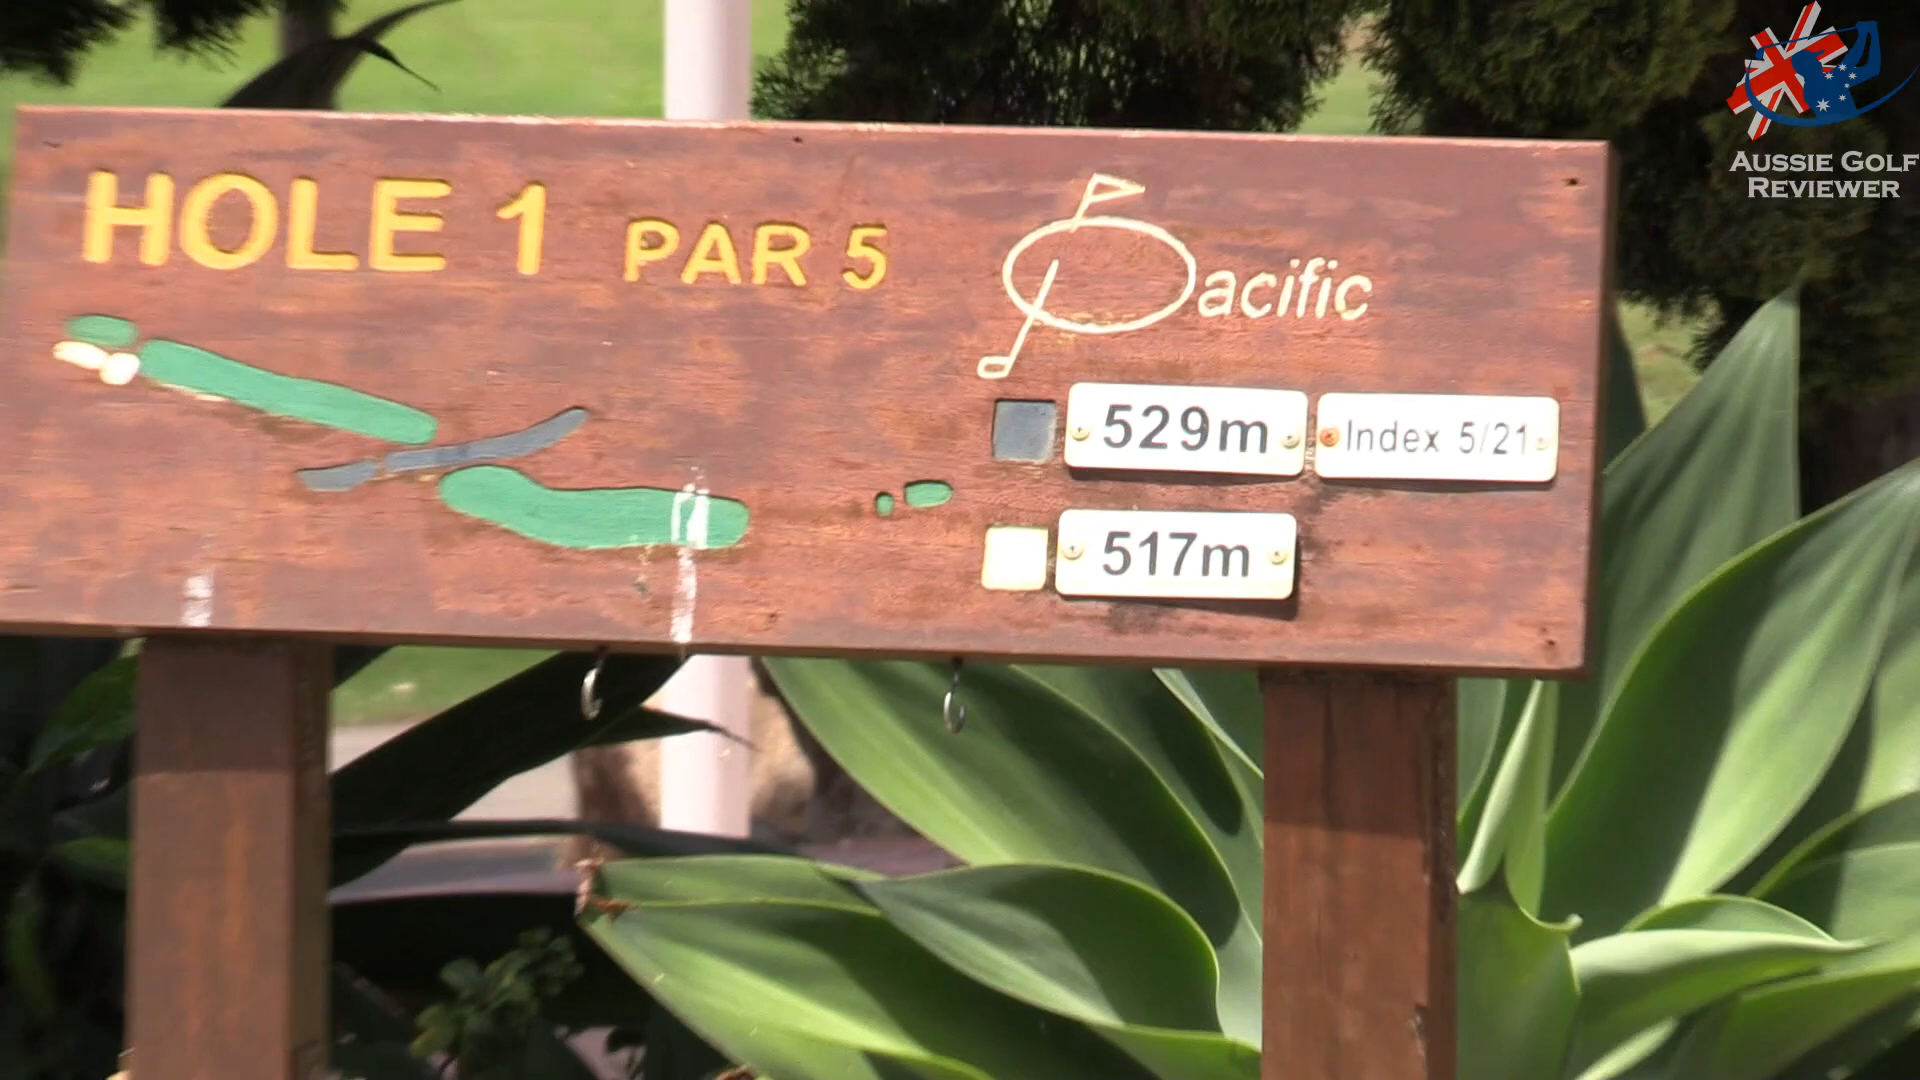 HOLE 1 PAR 5
Pacific
529m Index 5/21
517m
AUSSIE GOLF
REVIEWER